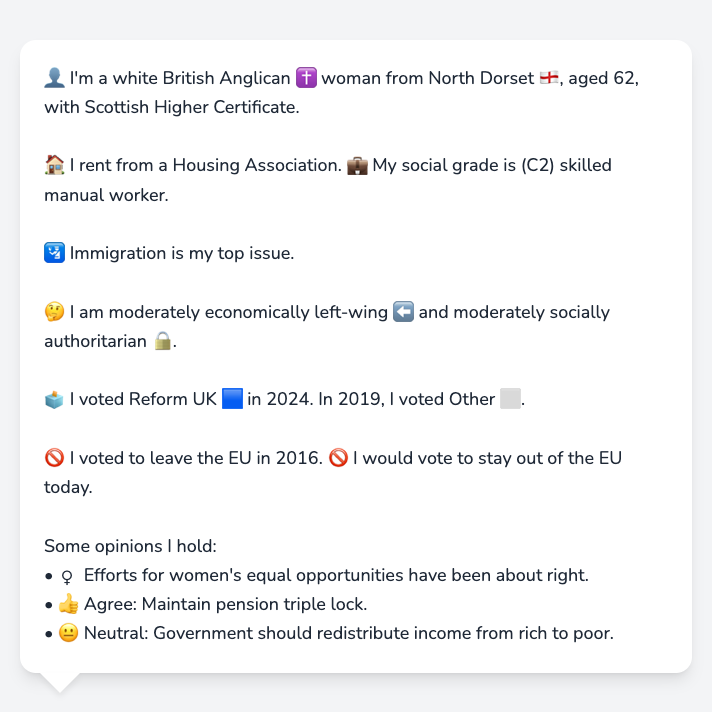 👤 I'm a white British Anglican ✝️ woman from North Dorset 🏴󠁧󠁢󠁥󠁮󠁧󠁿, aged 62,
with Scottish Higher Certificate.
🏠 I rent from a Housing Association. 💼 My social grade is (C2) skilled
manual worker.
🛂 Immigration is my top issue.
🤔 I am moderately economically left-wing ⬅️ and moderately socially
authoritarian 🔒.
🗳️ I voted Reform UK 🟦 in 2024. In 2019, I voted Other ⬜.
🚫 I voted to leave the EU in 2016. 🚫 I would vote to stay out of the EU
today.
Some opinions I hold:
• ♀ Efforts for women's equal opportunities have been about right.
• 👍 Agree: Maintain pension triple lock.
• 😐 Neutral: Government should redistribute income from rich to poor.